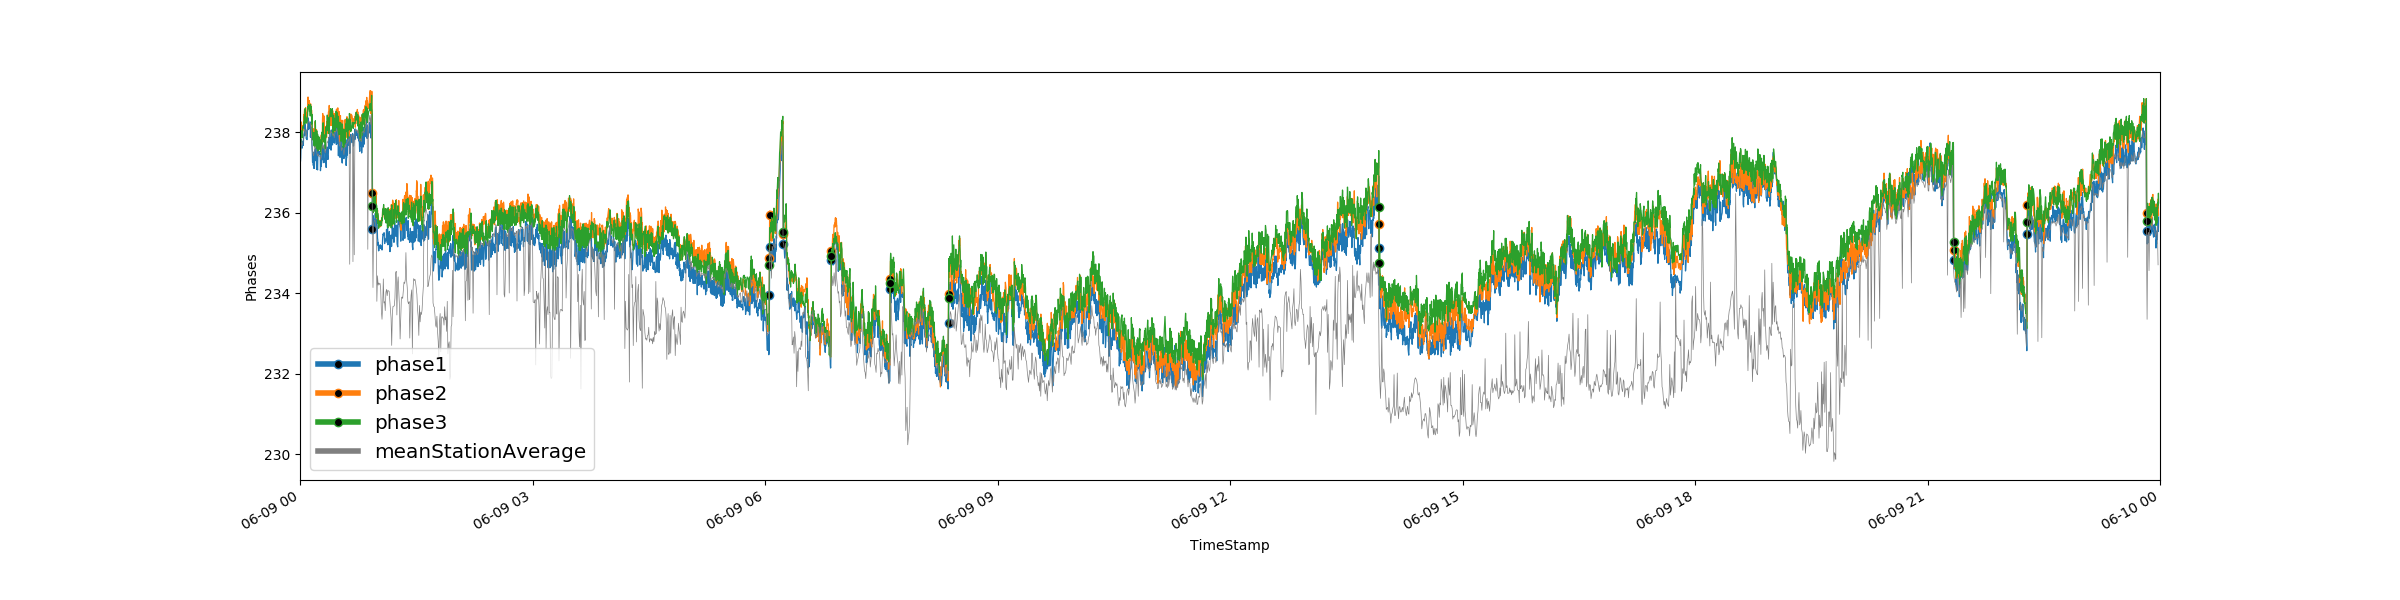 238
236
234
232
230
Phases
phase1
phase2
phase3
meanStationAverage
06-09 00
06-09 03
06-09 06
06-09 09
06-09 12
06-09 15
06-09 18
06-09 21
06-10 00
TimeStamp